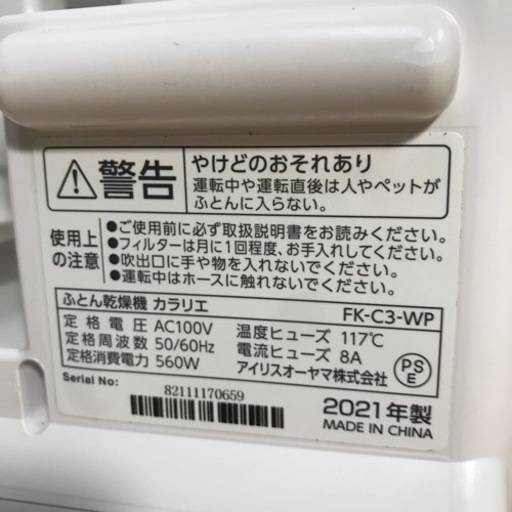 警告
やけどのおそれあり
運転中や運転直後は人やペットが
ふとんに入らない。
使用上
の注意
●ご使用前に必ず取扱説明書をお読みください。
●フィルターは月に1回程度、お手入れしてください。
●吹出口に手や物を入れないでください。
●運転中はホースに触れないでください。
ふとん乾燥機 カラリエ FK-C3-WP
定格電圧 AC100V 温度ヒューズ 117℃
定格周波数 50/60Hz 電流ヒューズ 8A
定格消費電力 560W アイリスオーヤマ株式会社
PS
E
Serial No:
82111170659
2021年製
MADE IN CHINA